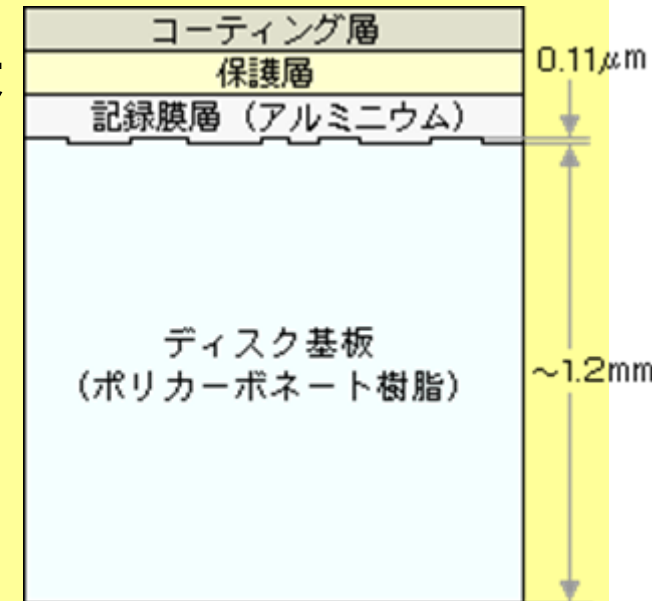 コーティング層
保護層
0.11μm
記録膜層（アルミニウム）
ディスク基板
（ポリカーボネート樹脂）
～1.2mm